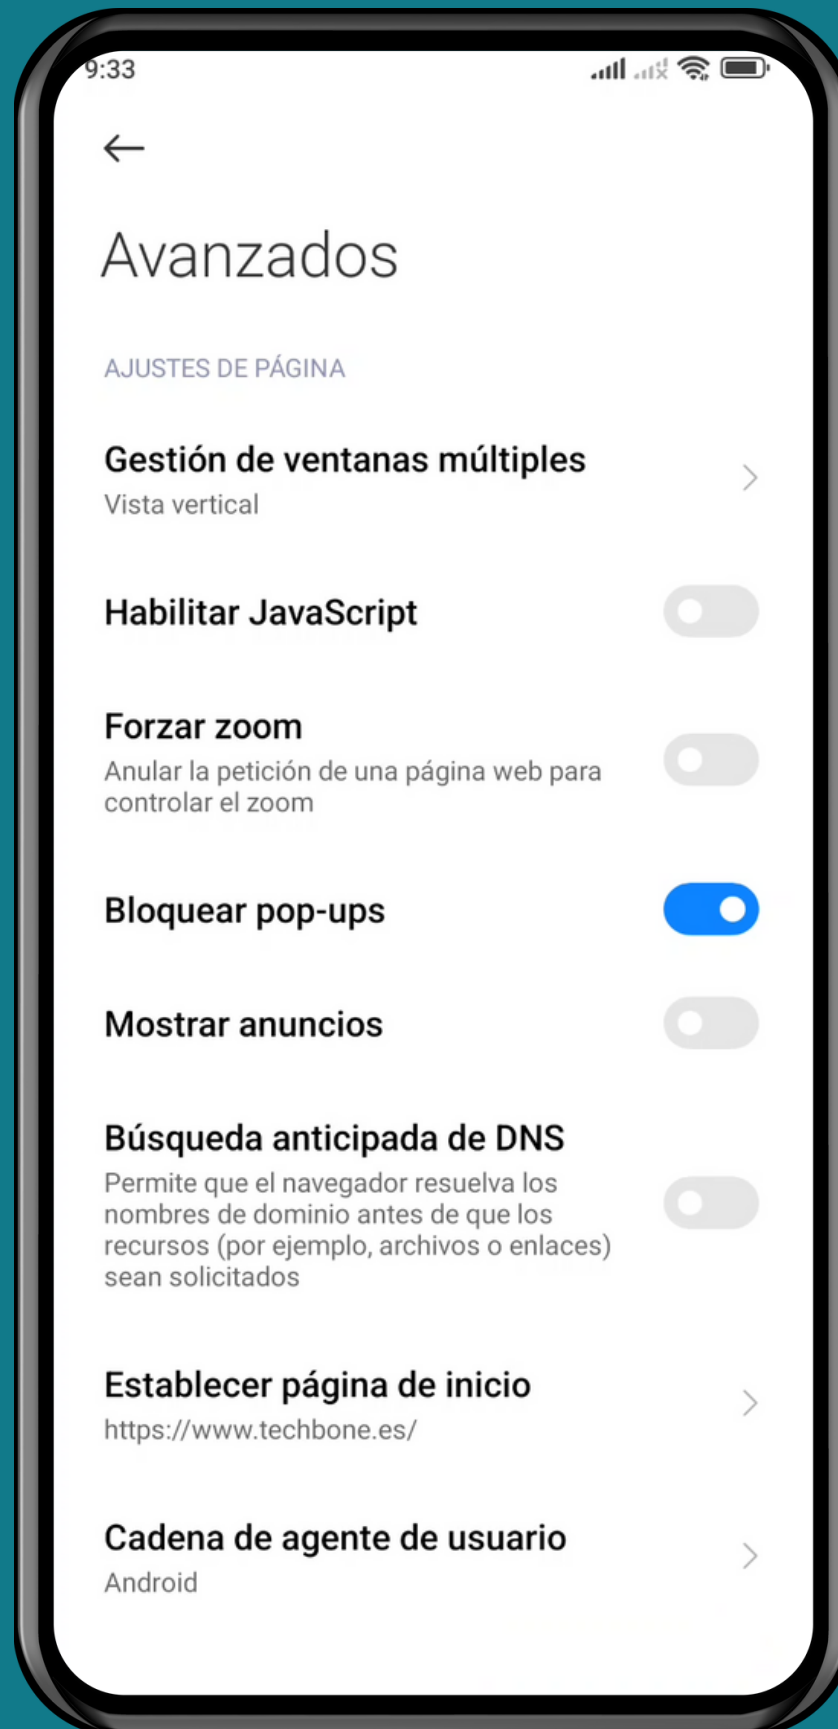 9:33
Avanzados
AJUSTES DE PÁGINA
Gestión de ventanas múltiples
Vista vertical
Habilitar JavaScript
Forzar zoom
Anular la petición de una página web para
controlar el zoom
Bloquear pop-ups
Mostrar anuncios
Búsqueda anticipada de DNS
Permite que el navegador resuelva los
nombres de dominio antes de que los
recursos (por ejemplo, archivos o enlaces)
sean solicitados
Establecer página de inicio
https://www.techbone.es/
Cadena de agente de usuario
Android